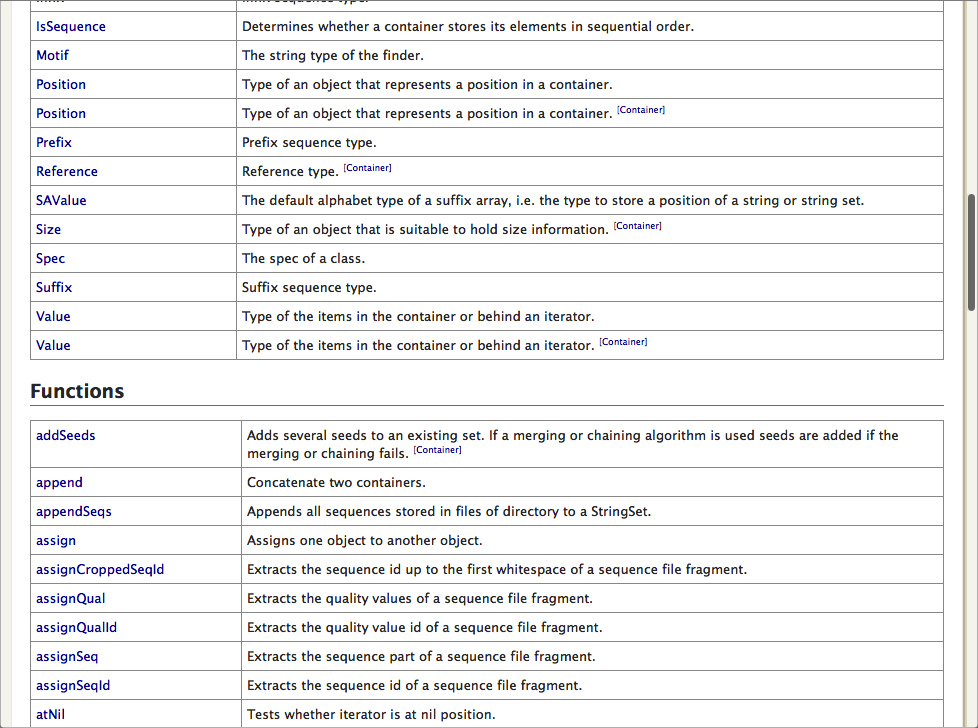 IsSequence Determines whether a container stores its elements in sequential order.
Motif The string type of the finder.
Position Type of an object that represents a position in a container.
Position Type of an object that represents a position in a container. [Container]
Prefix Prefix sequence type.
Reference Reference type. [Container]
SAValue The default alphabet type of a suffix array, i.e. the type to store a position of a string or string set.
Size Type of an object that is suitable to hold size information. [Container]
Spec The spec of a class.
Suffix Suffix sequence type.
Value Type of the items in the container or behind an iterator.
Value Type of the items in the container or behind an iterator. [Container]
Functions
addSeeds Adds several seeds to an existing set. If a merging or chaining algorithm is used seeds are added if the
merging or chaining fails. [Container]
append Concatenate two containers.
appendSeqs Appends all sequences stored in files of directory to a StringSet.
assign Assigns one object to another object.
assignCroppedSeqId Extracts the sequence id up to the first whitespace of a sequence file fragment.
assignQual Extracts the quality values of a sequence file fragment.
assignQualId Extracts the quality value id of a sequence file fragment.
assignSeq Extracts the sequence part of a sequence file fragment.
assignSeqId Extracts the sequence id of a sequence file fragment.
atNil Tests whether iterator is at nil position.